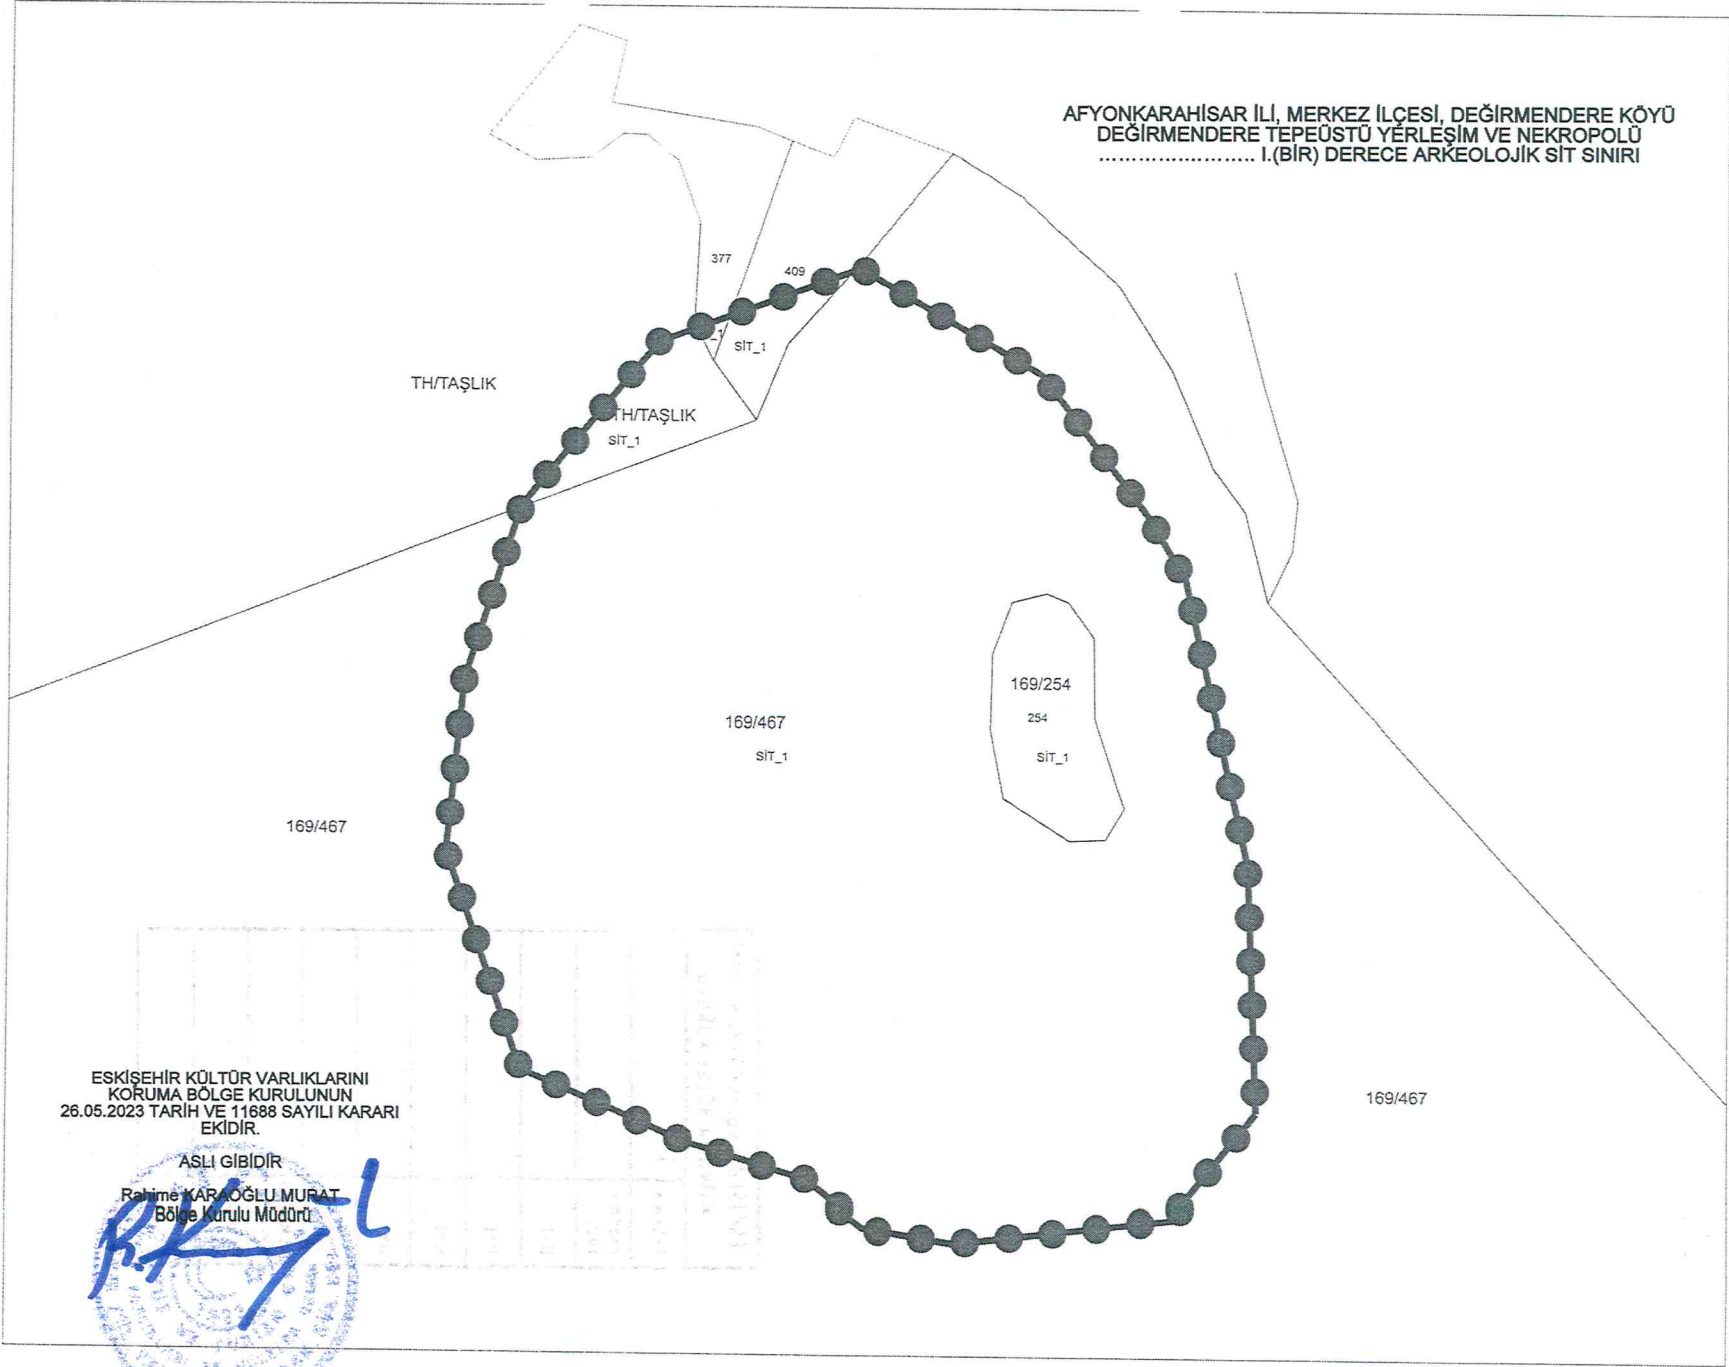 AFYONKARAHİSAR İLİ, MERKEZ İLÇESİ, DEĞİRMENDERE KÖYÜ
DEĞİRMENDERE TEPEÜSTÜ YERLEŞİM VE NEKROPOLÜ
........................ I.(BİR) DERECE ARKEOLOJİK SİT SINIRI
377
409
_1
SİT_1
TH/TAŞLIK
TH/TAŞLIK
SİT_1
169/254
254
SİT_1
169/467
SİT_1
169/467
169/467
ESKİŞEHİR KÜLTÜR VARLIKLARINI
KORUMA BÖLGE KURULUNUN
26.05.2023 TARİH VE 11688 SAYILI KARARI
EKİDİR.
ASLI GİBİDİR
Rahime KARAOĞLU MURAT
Bölge Kurulu Müdürü